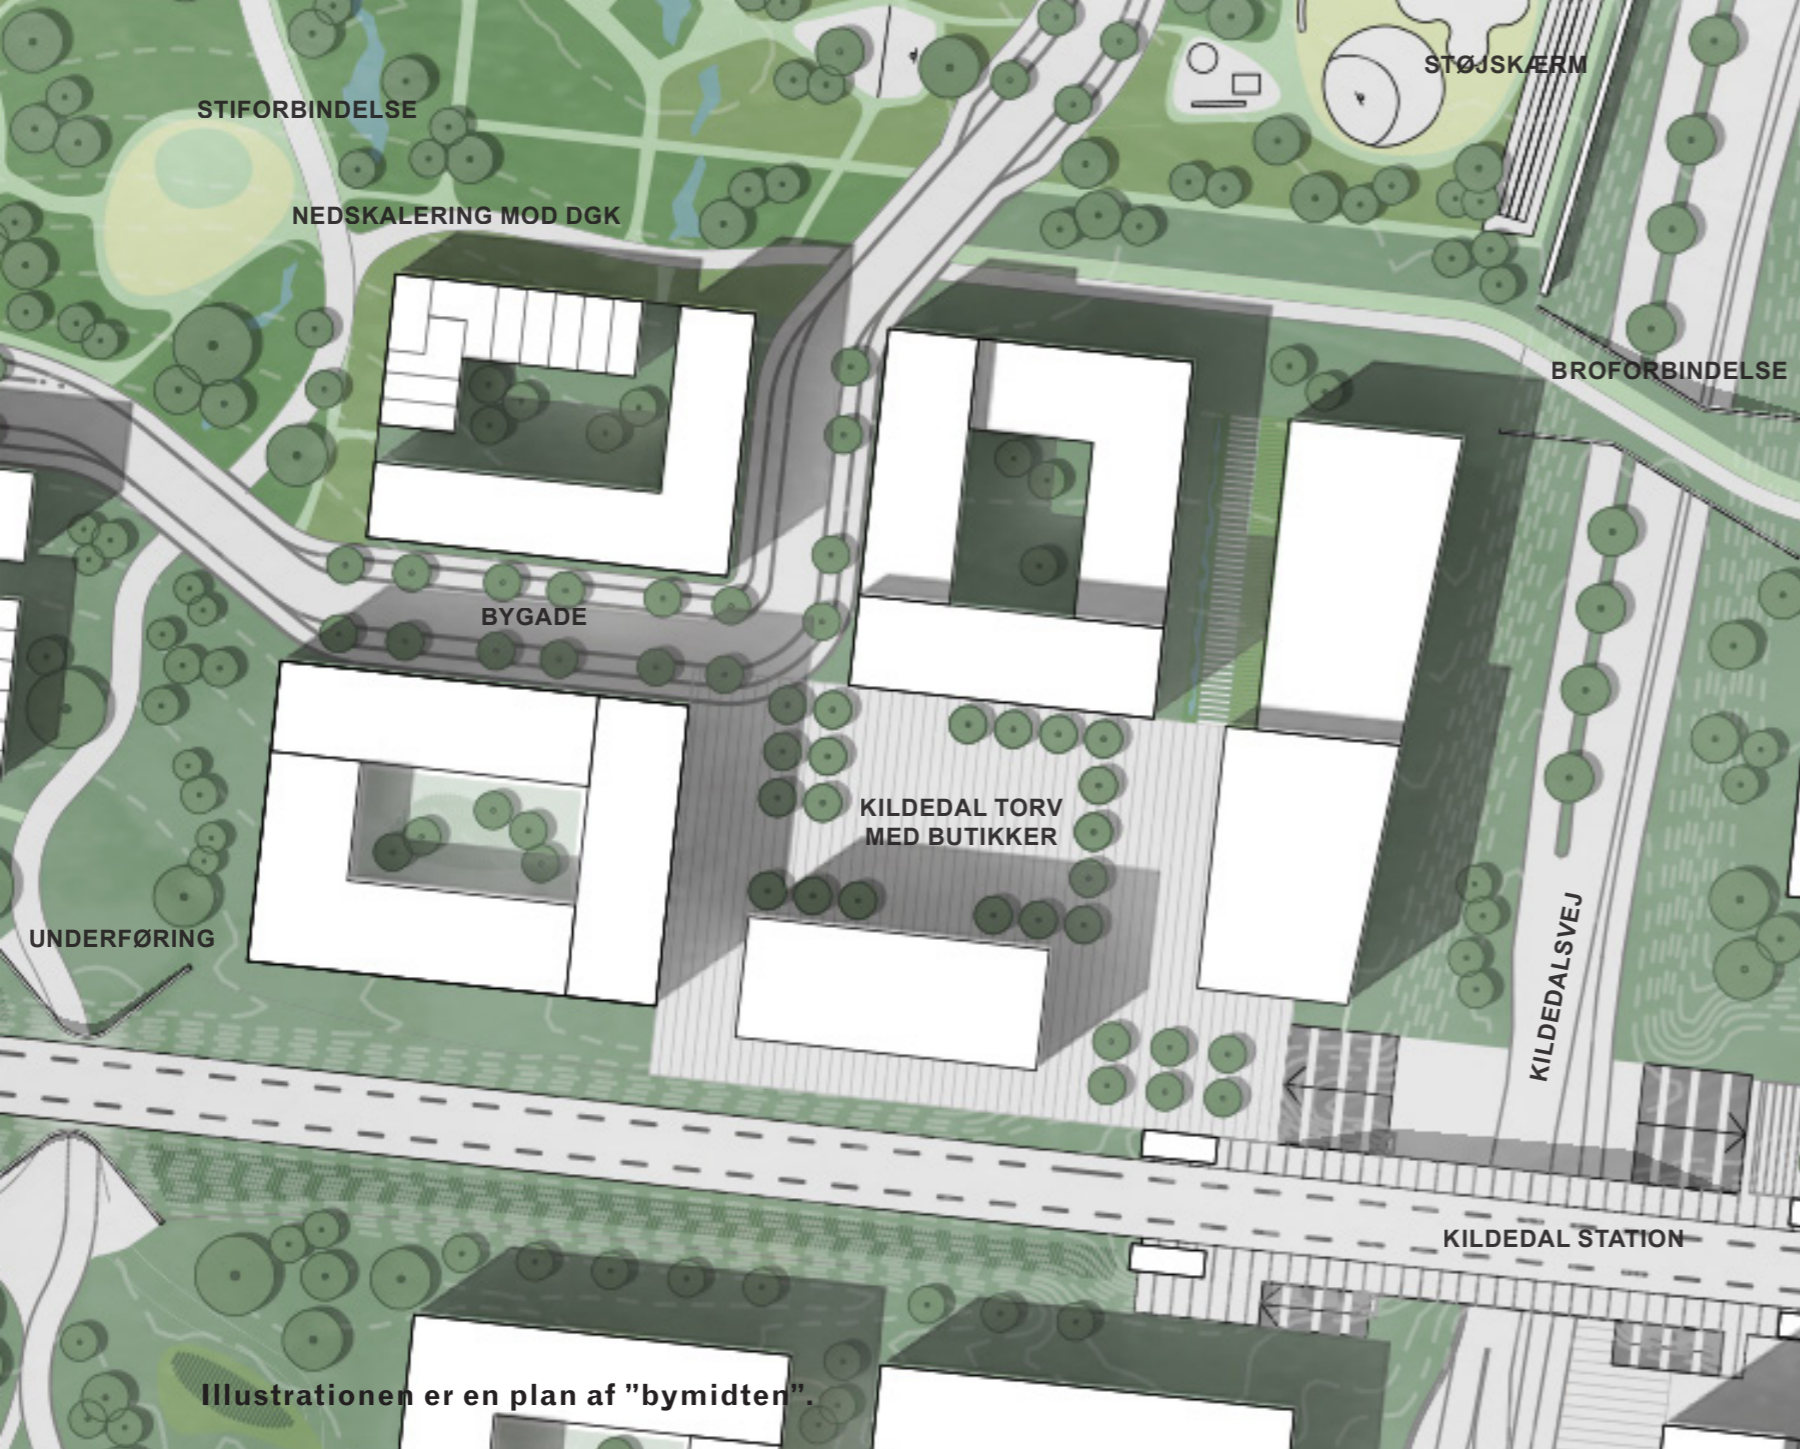 STØJSKÆRM
STIFORBINDELSE
NEDSKALERING MOD DGK
BROFORBINDELSE
BYGADE
KILDEDAL TORV
MED BUTIKKER
UNDERFØRING
KILDEDALSVEJ
KILDEDAL STATION
Illustrationen er en plan af ”bymidten”.